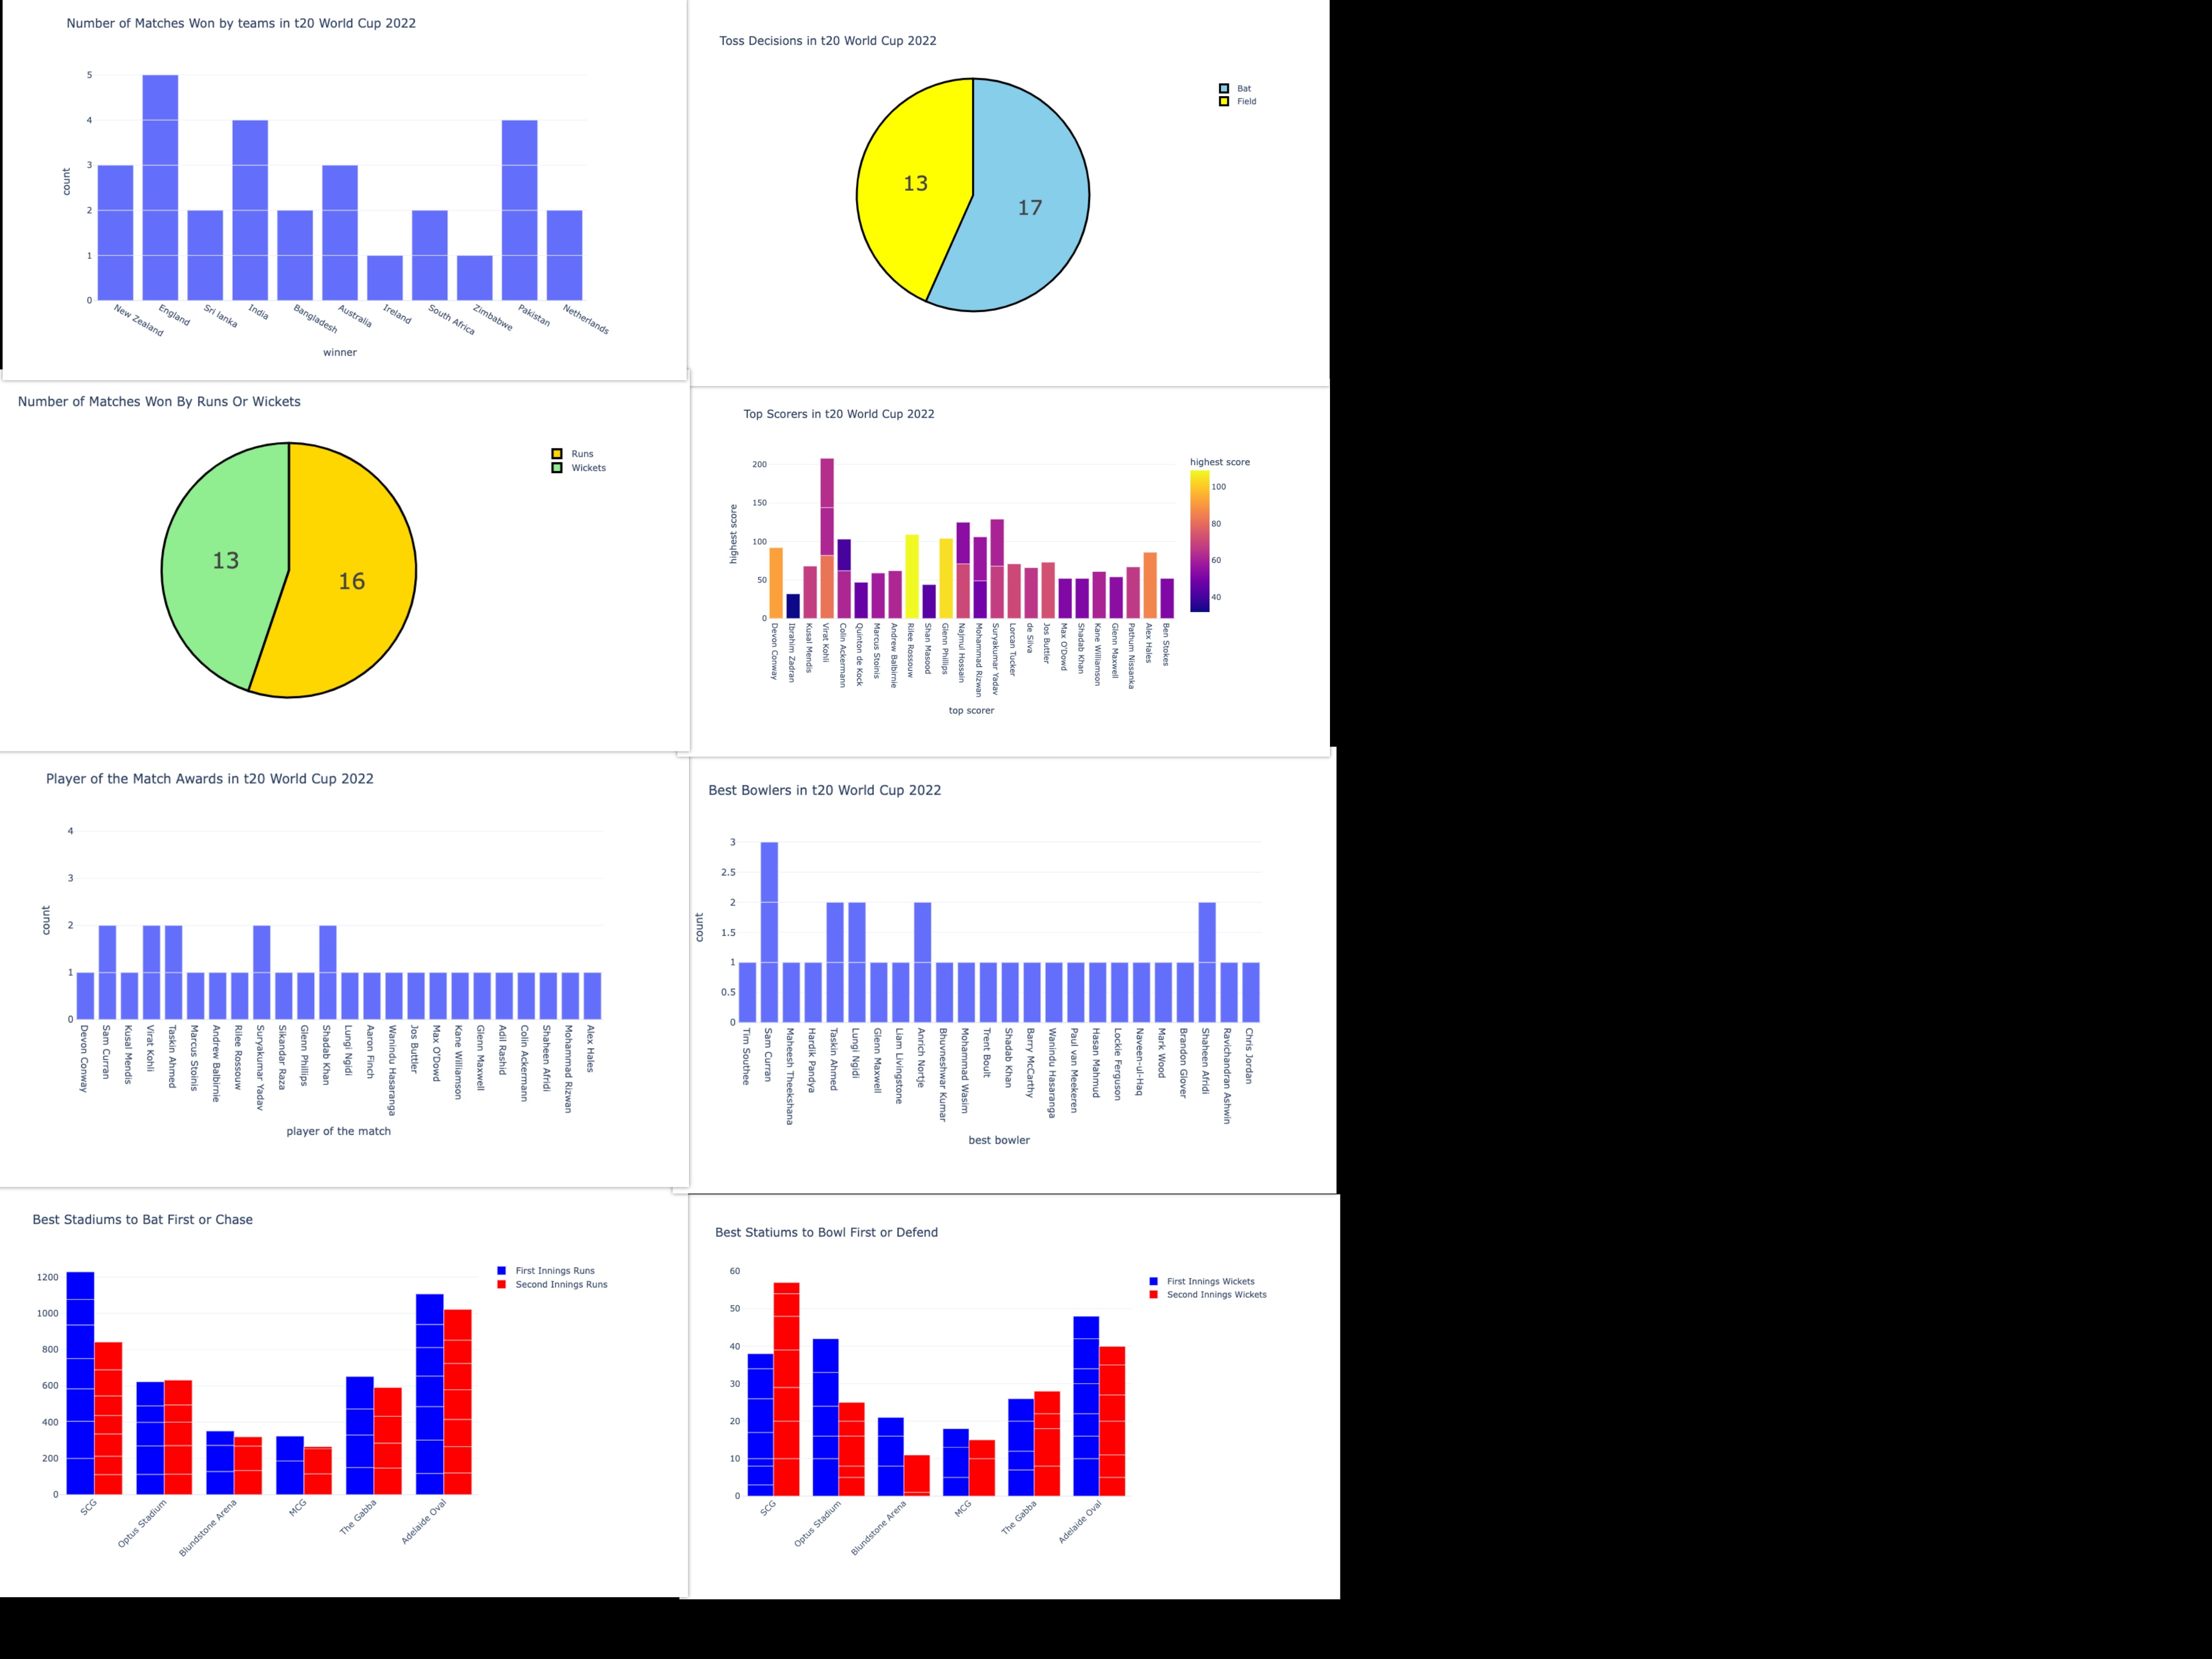 Number of Matches Won by teams in t20 World Cup 2022
5
4
3
2
1
0
count
New Zealand
England
Sri lanka
India
Bangladesh
Australia
Ireland
South Africa
Zimbabwe
Pakistan
Netherlands
winner
Toss Decisions in t20 World Cup 2022
Bat
Field
13
17
Number of Matches Won By Runs Or Wickets
Runs
Wickets
13
16
Top Scorers in t20 World Cup 2022
200
150
100
50
0
highest score
Devon Conway
Ibrahim Zadran
Kusal Mendis
Virat Kohli
Colin Ackermann
Quinton de Kock
Marcus Stoinis
Andrew Balbirnie
Rilee Rossouw
Shan Masood
Glenn Phillips
Najmul Hossain
Mohammad Rizwan
Suryakumar Yadav
Lorcan Tucker
de Silva
Jos Buttler
Max O'Dowd
Shadab Khan
Kane Williamson
Glenn Maxwell
Pathum Nissanka
Alex Hales
Ben Stokes
top scorer
highest score
100
80
60
40
Player of the Match Awards in t20 World Cup 2022
4
3
2
1
0
count
Devon Conway
Sam Curran
Kusal Mendis
Virat Kohli
Taskin Ahmed
Marcus Stoinis
Andrew Balbirnie
Rilee Rossouw
Suryakumar Yadav
Sikandar Raza
Glenn Phillips
Shadab Khan
Lungi Ngidi
Aaron Finch
Wanindu Hasaranga
Jos Buttler
Max O'Dowd
Kane Williamson
Glenn Maxwell
Adil Rashid
Colin Ackermann
Shaheen Afridi
Mohammad Rizwan
Alex Hales
player of the match
Best Bowlers in t20 World Cup 2022
3
2.5
2
1.5
1
0.5
0
count
Tim Southee
Sam Curran
Maheesh Theekshana
Hardik Pandya
Taskin Ahmed
Lungi Ngidi
Glenn Maxwell
Liam Livingstone
Anrich Nortje
Bhuvneshwar Kumar
Mohammad Wasim
Trent Boult
Shadab Khan
Barry McCarthy
Wanindu Hasaranga
Paul van Meekeren
Hasan Mahmud
Lockie Ferguson
Naveen-ul-Haq
Mark Wood
Brandon Glover
Shaheen Afridi
Ravichandran Ashwin
Chris Jordan
best bowler
Best Stadiums to Bat First or Chase
1200
1000
800
600
400
200
0
SCG
Optus Stadium
Blundstone Arena
MCG
The Gabba
Adelaide Oval
First Innings Runs
Second Innings Runs
Best Statiums to Bowl First or Defend
60
50
40
30
20
10
0
SCG
Optus Stadium
Blundstone Arena
MCG
The Gabba
Adelaide Oval
First Innings Wickets
Second Innings Wickets